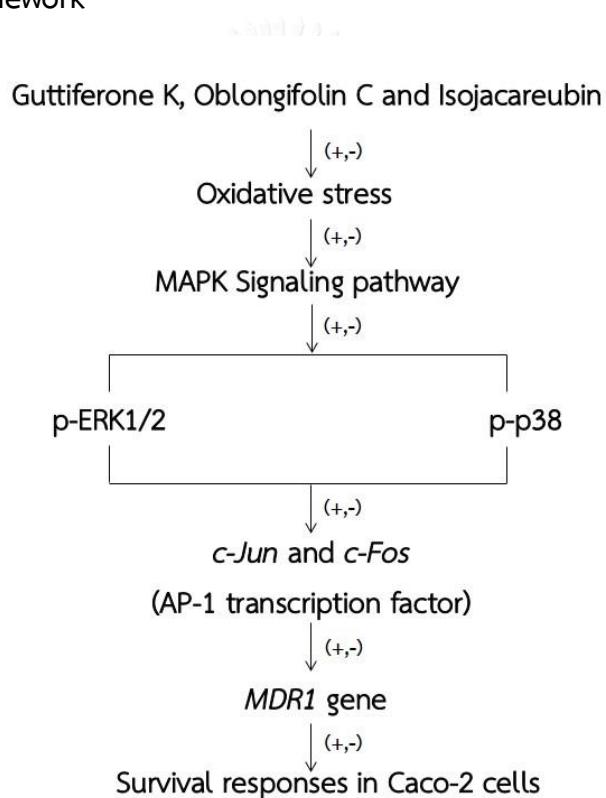 Guttiferone K, Oblongifolin C and Isojacareubin
(+,-)
Oxidative stress
(+,-)
MAPK Signaling pathway
(+,-)
p-ERK1/2 p-p38
(+,-)
c-Jun and c-Fos
(AP-1 transcription factor)
(+,-)
MDR1 gene
(+,-)
Survival responses in Caco-2 cells